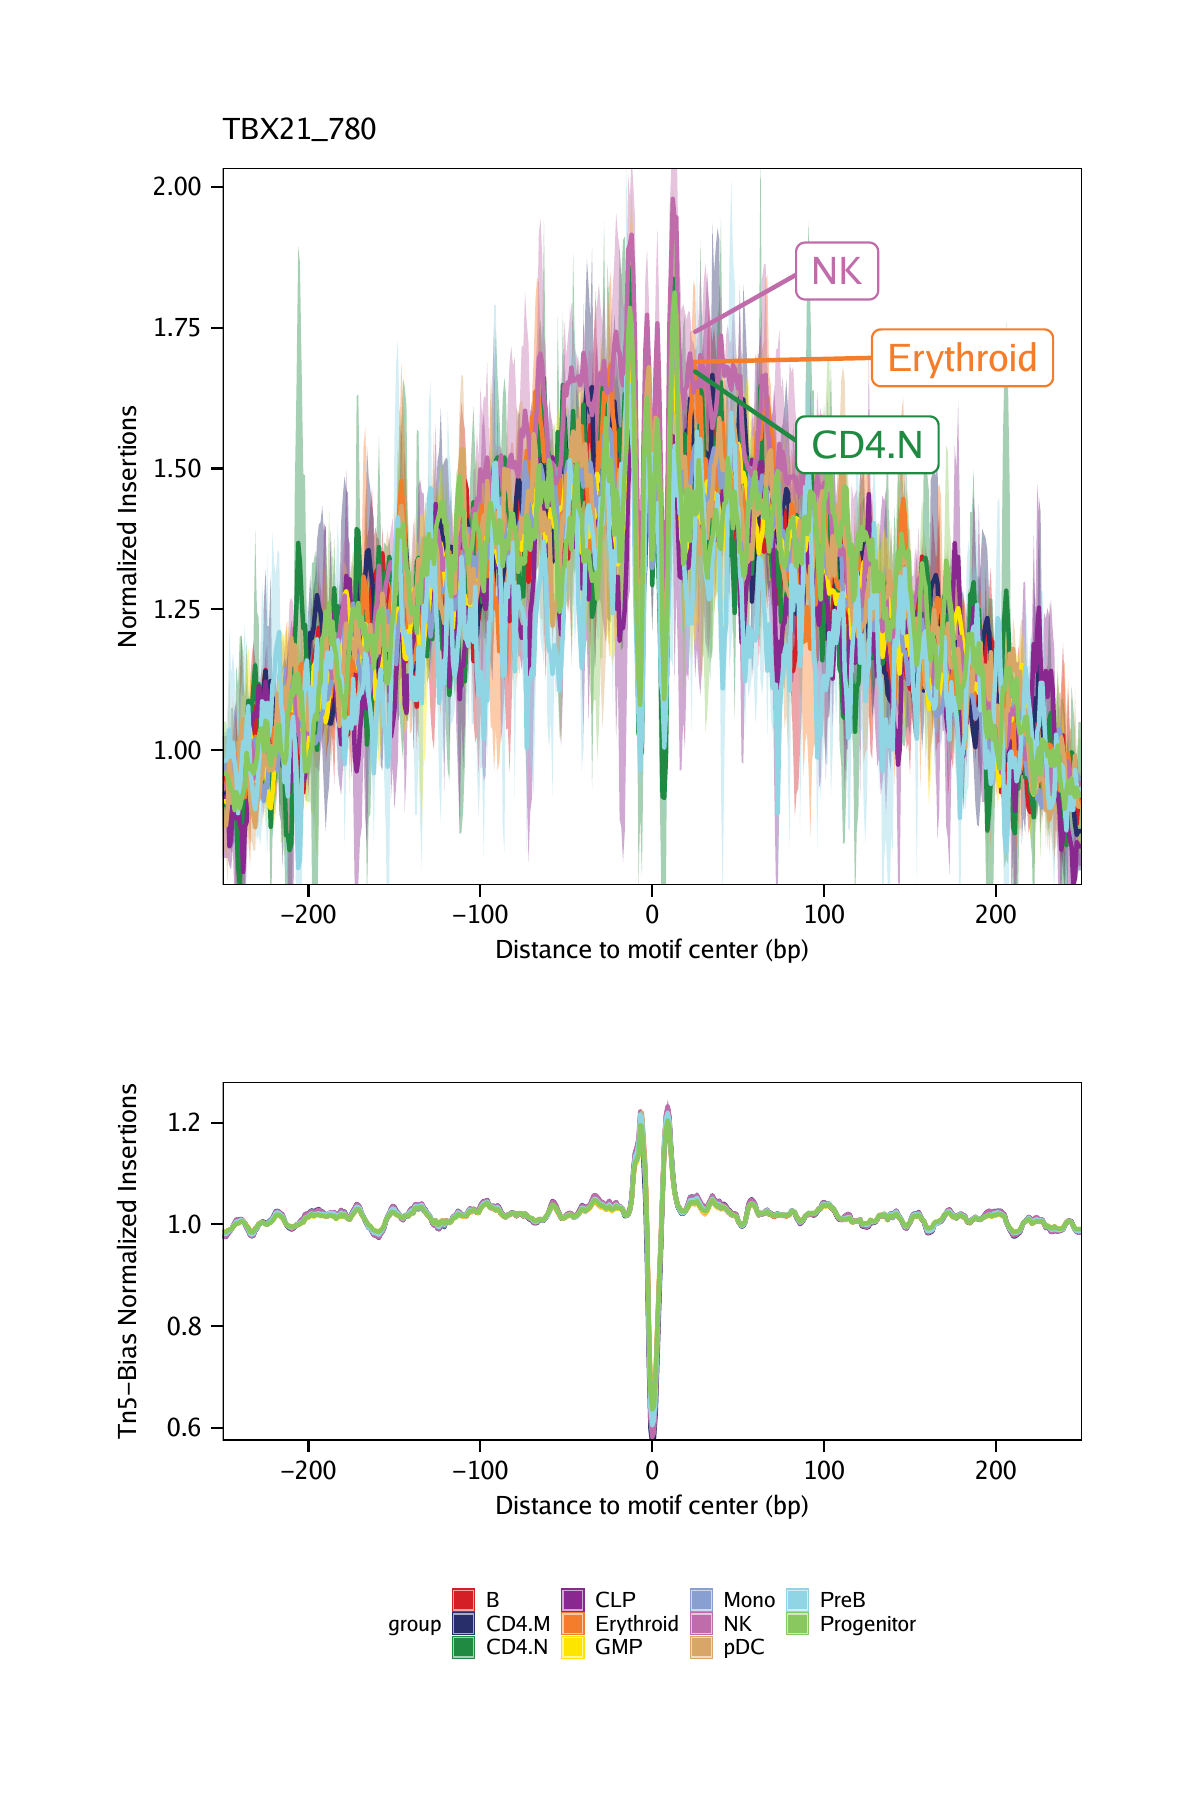 TBX21_780
2.00
1.75
1.50
1.25
1.00
Normalized Insertions
NK
Erythroid
CD4.N
−200 −100 0 100 200
Distance to motif center (bp)
1.2
1.0
0.8
0.6
Tn5−Bias Normalized Insertions
−200 −100 0 100 200
Distance to motif center (bp)
B CLP Mono PreB
group CD4.M Erythroid NK Progenitor
CD4.N GMP pDC